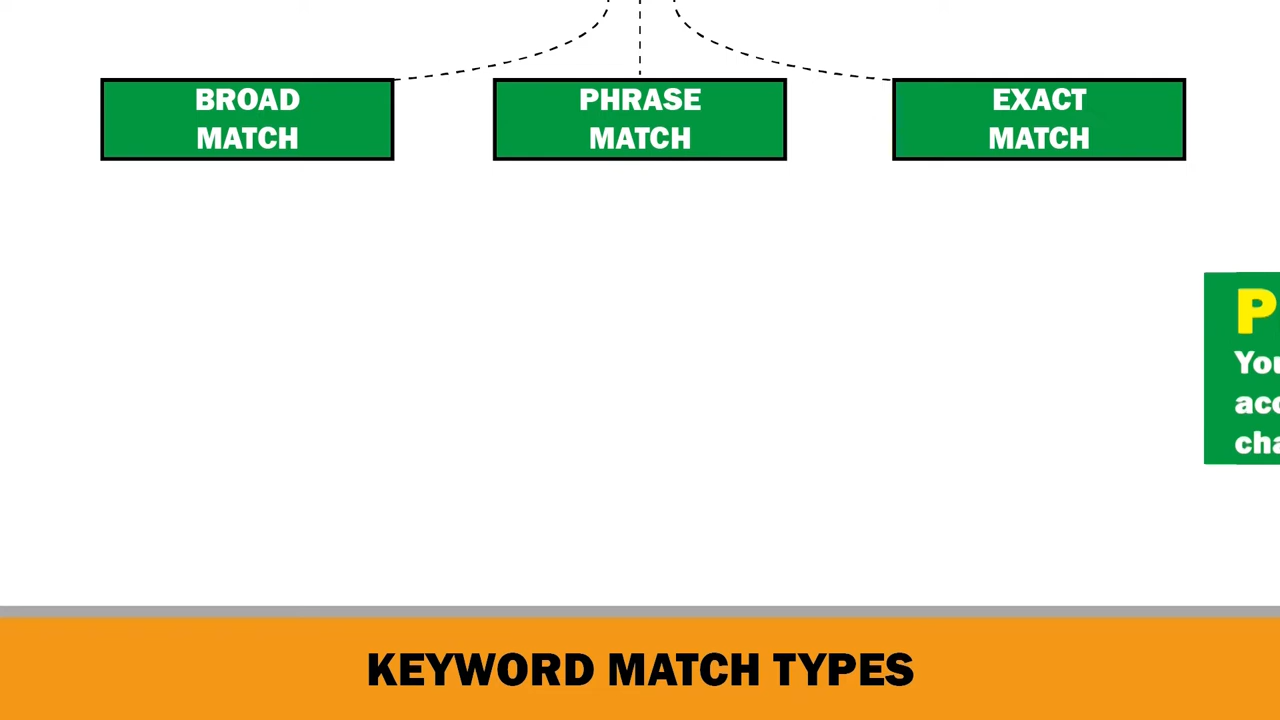 BROAD
MATCH
PHRASE
MATCH
EXACT
MATCH
P
You
acc
cha
KEYWORD MATCH TYPES